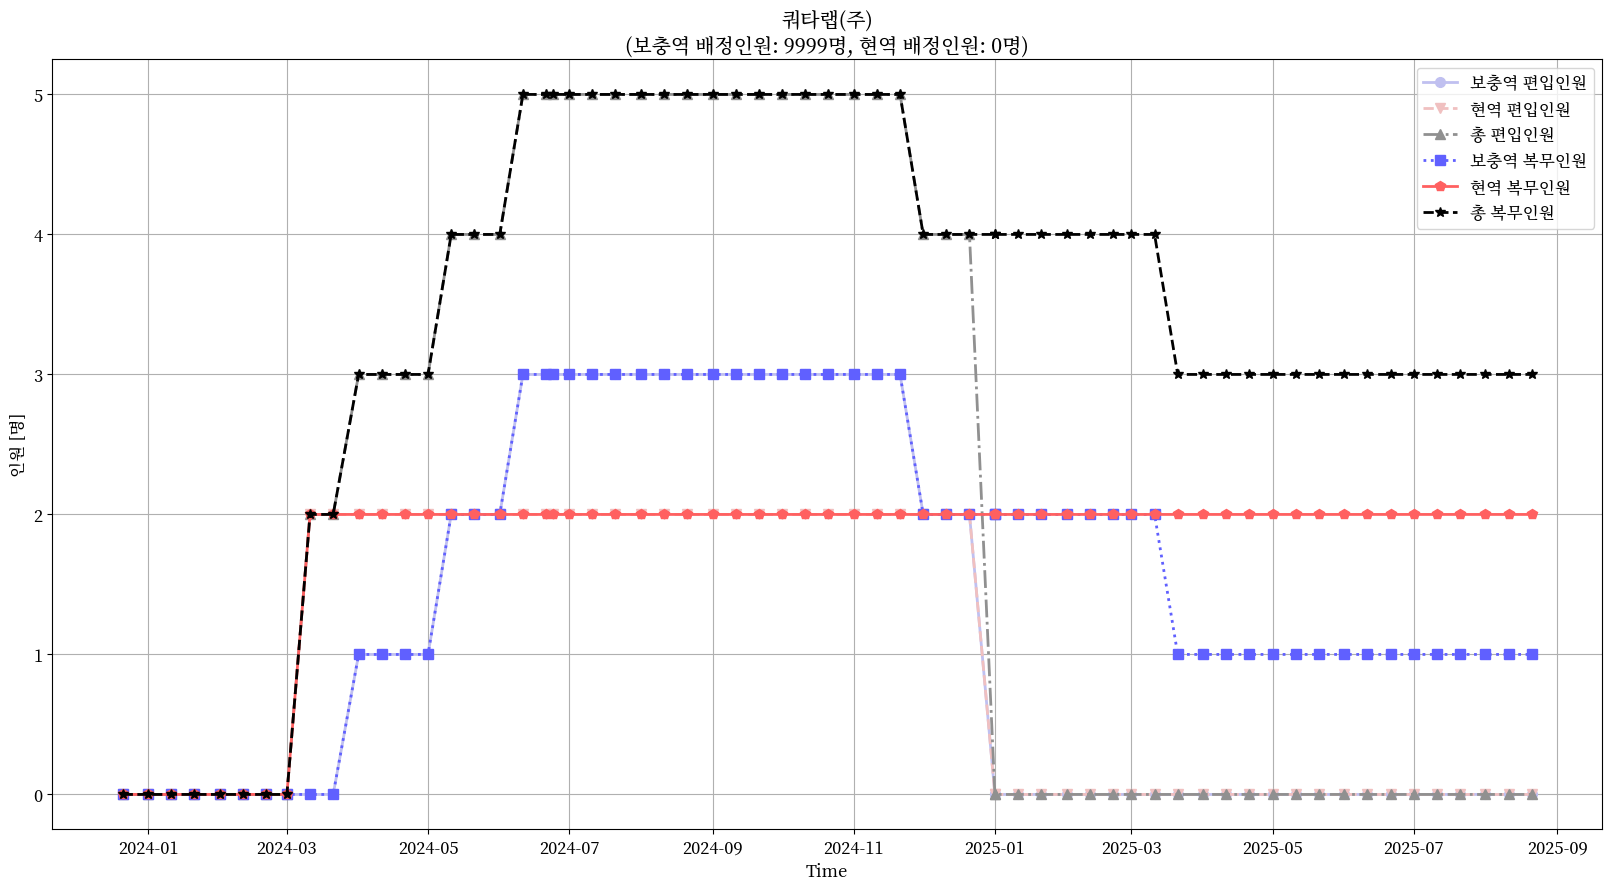 쿼타랩(주)
(보충역 배정인원: 9999명, 현역 배정인원: 0명)
보충역 편입인원
현역 편입인원
총 편입인원
보충역 복무인원
현역 복무인원
총 복무인원
인원 [명]
5
4
3
2
1
0
2024-01
2024-03
2024-05
2024-07
2024-09
2024-11
2025-01
2025-03
2025-05
2025-07
2025-09
Time